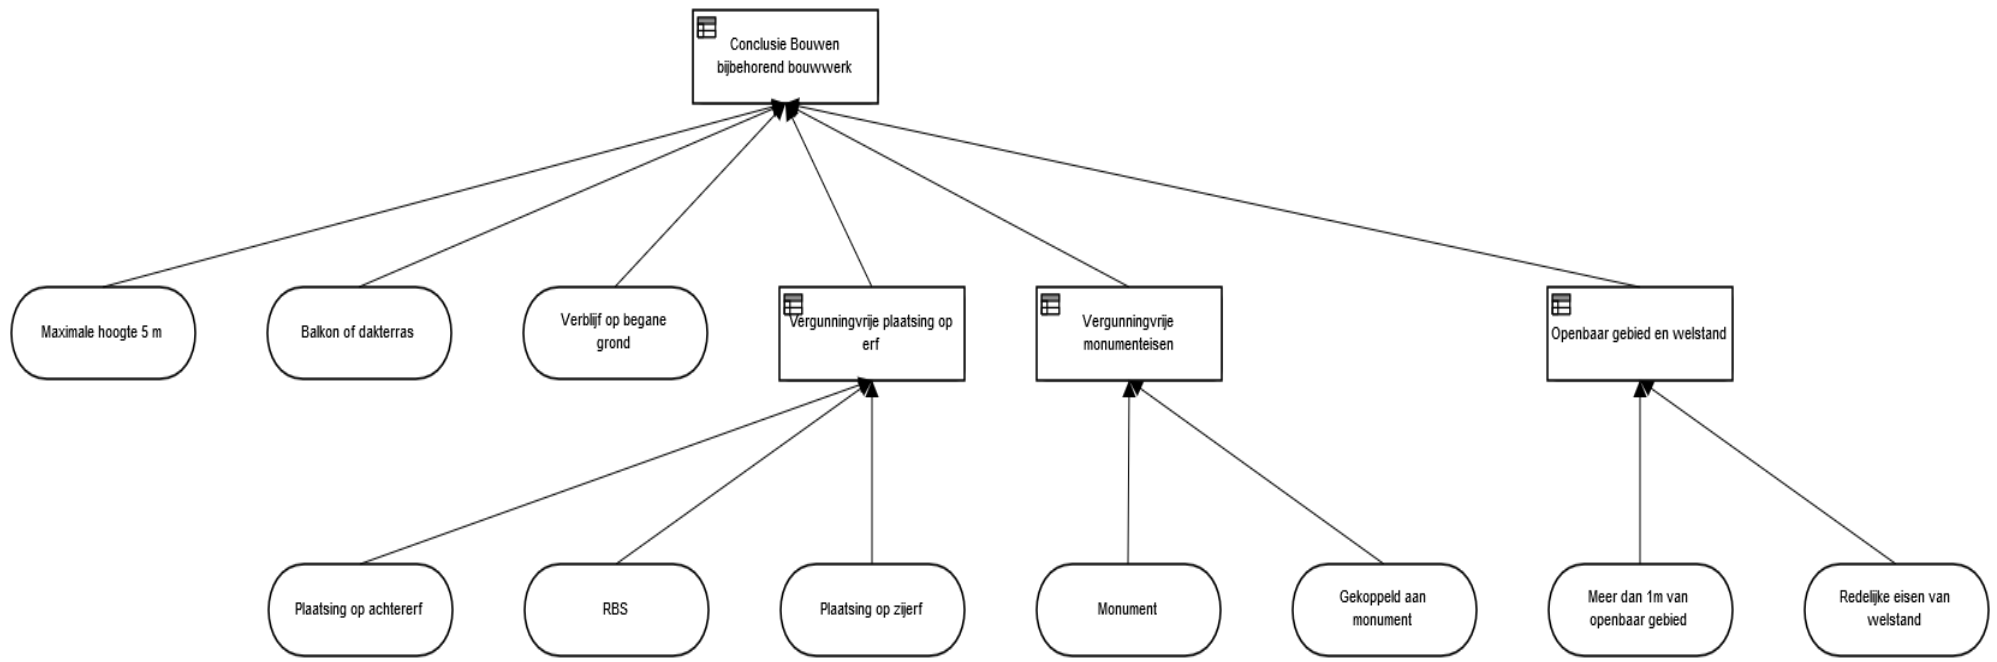 Conclusie Bouwen
bijbehorend bouwwerk
Maximale hoogte 5 m
Balkon of dakterras
Verblijf op begane
grond
Vergunningvrije plaatsing op
erf
Vergunningvrije
monumenteisen
Openbaar gebied en welstand
Plaatsing op achtererf
RBS
Plaatsing op zijerf
Monument
Gekoppeld aan
monument
Meer dan 1m van
openbaar gebied
Redelijke eisen van
welstand